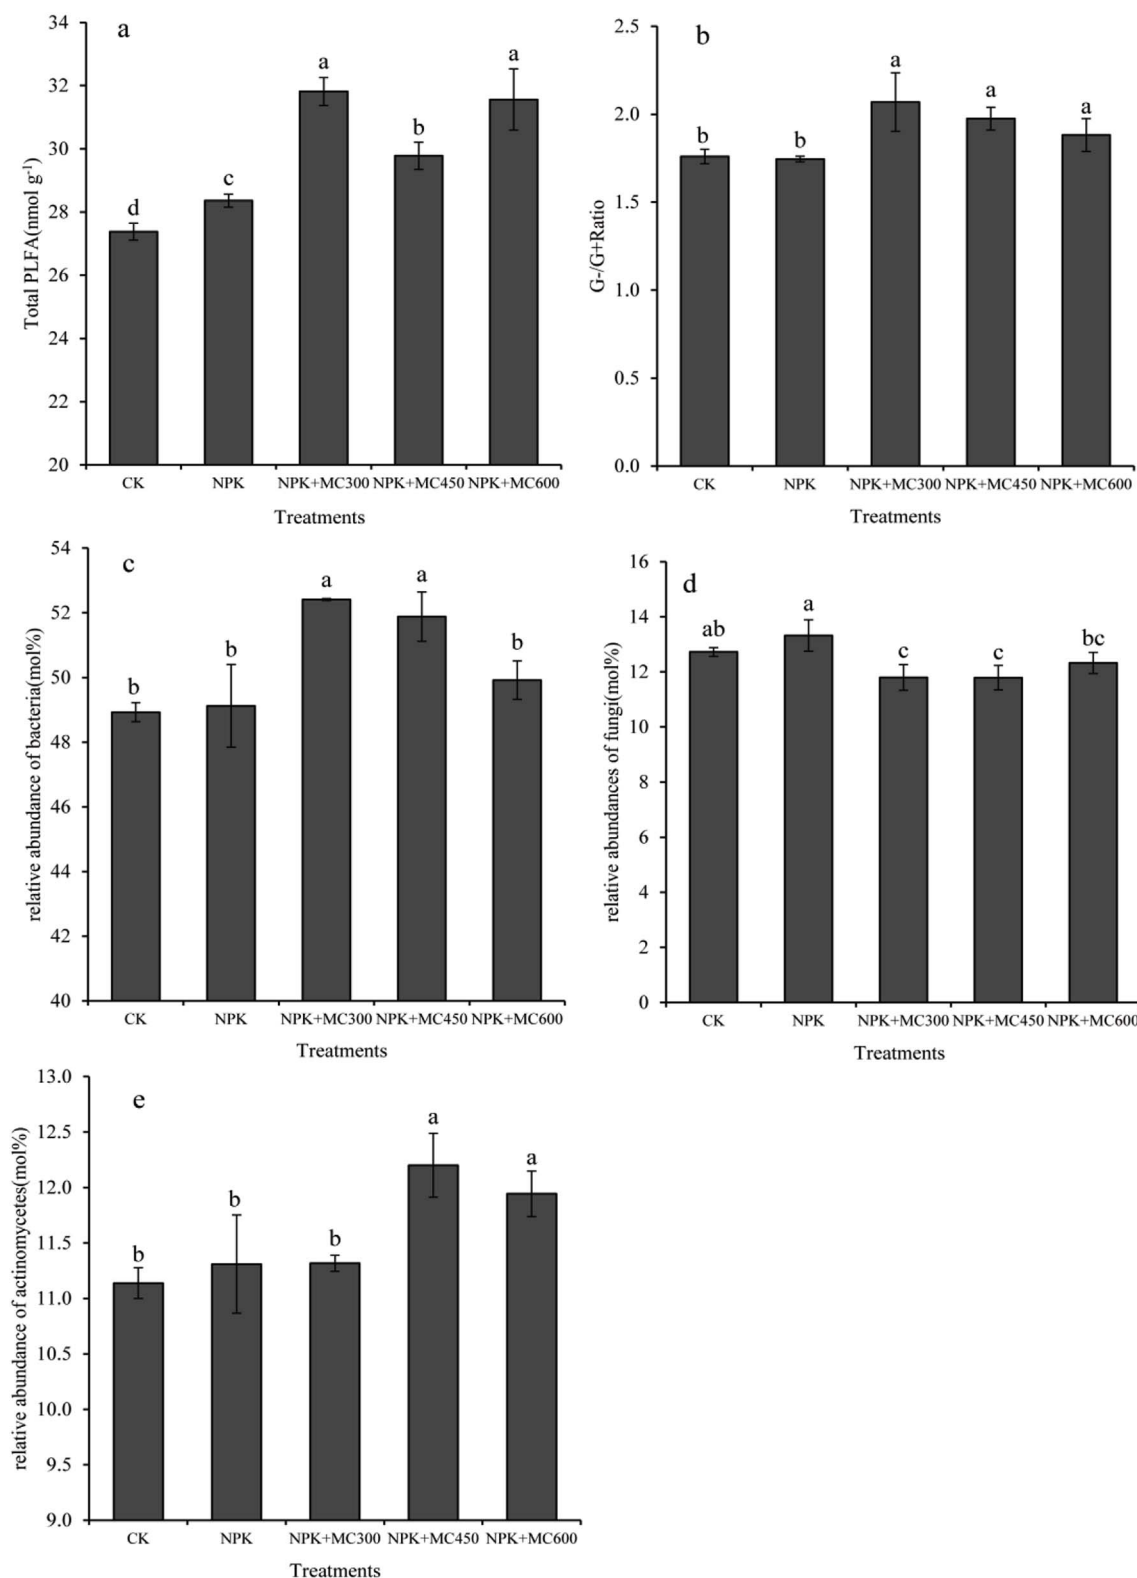 a
Total PLFA(nmol g-1)
34
32
30
28
26
24
22
20
d
c
a
b
a
CK NPK NPK+MC300 NPK+MC450 NPK+MC600
Treatments
b
G-/G+Ratio
2.5
2.0
1.5
1.0
0.5
0.0
b
b
a
a
a
CK NPK NPK+MC300 NPK+MC450 NPK+MC600
Treatments
c
relative abundance of bacteria(mol%)
54
52
50
48
46
44
42
40
b
b
a
a
b
CK NPK NPK+MC300 NPK+MC450 NPK+MC600
Treatments
d
relative abundances of fungi(mol%)
16
14
12
10
8
6
4
2
0
ab
a
c
c
bc
CK NPK NPK+MC300 NPK+MC450 NPK+MC600
Treatments
e
relative abundance of actinomycetes(mol%)
13.0
12.5
12.0
11.5
11.0
10.5
10.0
9.5
9.0
b
b
b
a
a
CK NPK NPK+MC300 NPK+MC450 NPK+MC600
Treatments